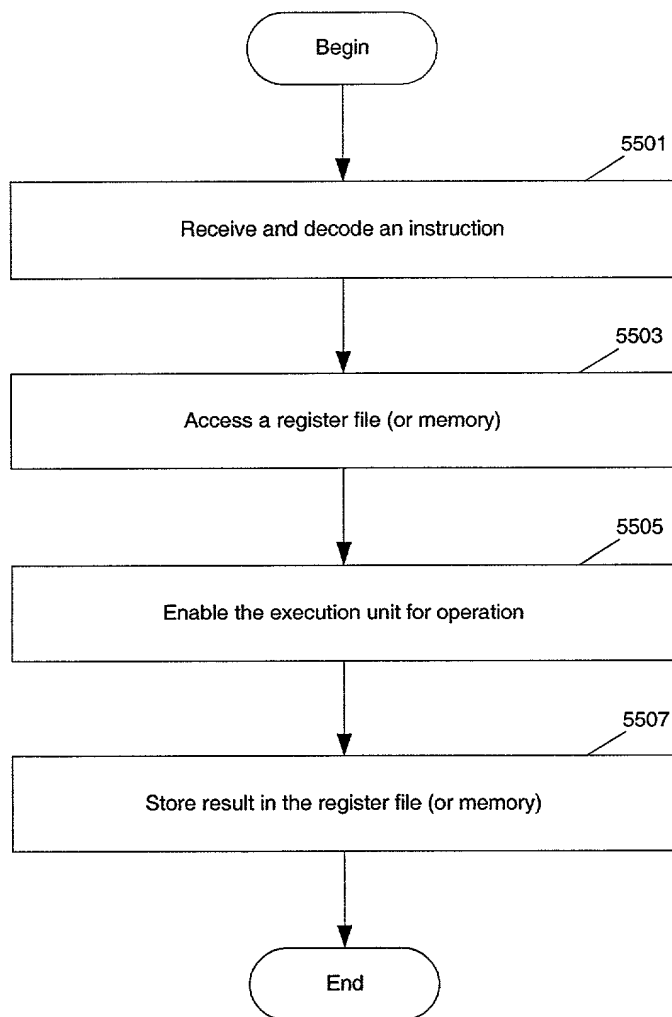 Begin
5501
Receive and decode an instruction
5503
Access a register file (or memory)
5505
Enable the execution unit for operation
5507
Store result in the register file (or memory)
End